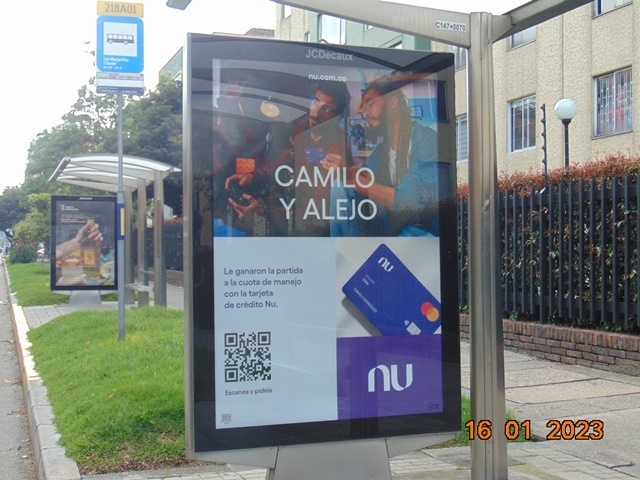 218A01
C147+0070
JCDecaux
nu.com.co
CAMILO
Y ALEJO
Le ganaron la partida
a la cuota de manejo
con la tarjeta
de crédito Nu.
nu
nu
Escanea y pídela
16 01 2023